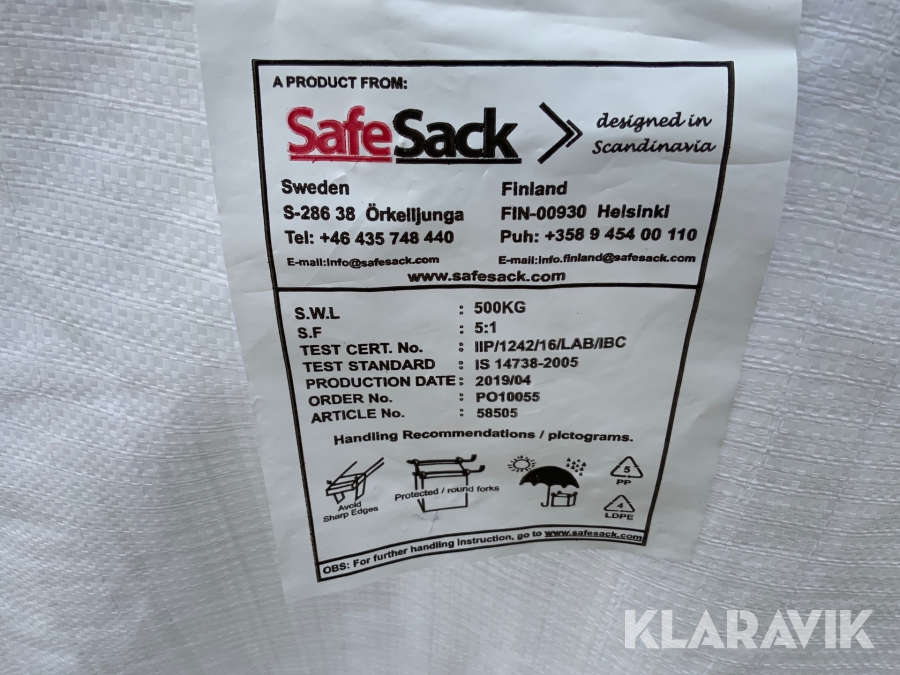 A PRODUCT FROM:
SafeSack designed in
Scandinavia
Sweden Finland
S-286 38 Örkelljunga FIN-00930 Helsinki
Tel: +46 435 748 440 Puh: +358 9 454 00 110
E-mail:info@safesack.com E-mail:info.finland@safesack.com
www.safesack.com
S.W.L : 500KG
S.F : 5:1
TEST CERT. No. : IIP/1242/16/LAB/IBC
TEST STANDARD : IS 14738-2005
PRODUCTION DATE : 2019/04
ORDER No. : PO10055
ARTICLE No. : 58505
Handling Recommendations / pictograms.
Avoid
Sharp Edges
Protected / round forks
5
PP
4
LDPE
OBS: For further handling instruction, go to www.safesack.com
KLARAVIK